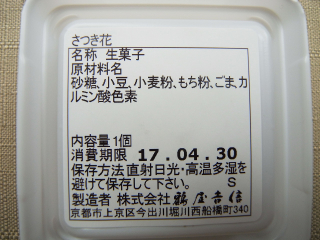 さつき花
名称 生菓子
原材料名
砂糖、小豆、小麦粉、もち粉、ごま、カ
ルミン酸色素
内容量1個
消費期限 17.04.30
保存方法直射日光・高温多湿を
避けて保存して下さい。 S
製造者 株式会社 鶴屋吉信
京都市上京区今出川堀川西船橋町340